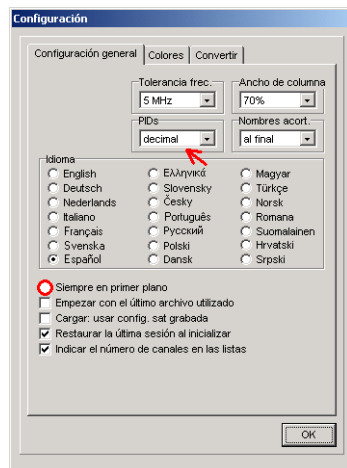 Configuración
Configuración general Colores Convertir
Tolerancia frec. Ancho de columna
5 MHz 70%
PIDs Nombres acort.
decimal al final
Idioma
English Ελληνικά Magyar
Deutsch Slovensky Türkçe
Nederlands Česky Norsk
Italiano Português Romana
Français Русский Suomalainen
Svenska Polski Hrvatski
Español Dansk Srpski
Siempre en primer plano
Empezar con el último archivo utilizado
Cargar: usar config. sat grabada
Restaurar la última sesión al inicializar
Indicar el número de canales en las listas
OK